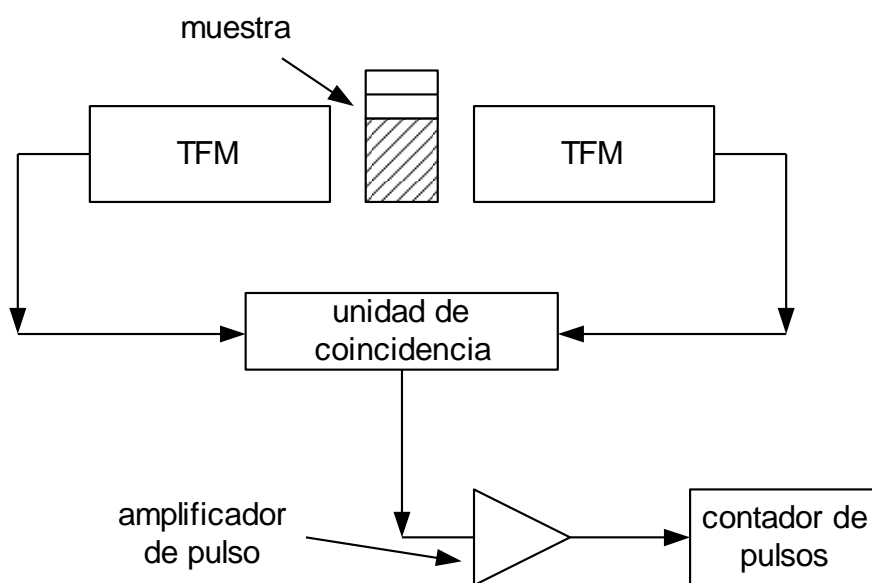 muestra
TFM
TFM
unidad de
coincidencia
amplificador
de pulso
contador de
pulsos